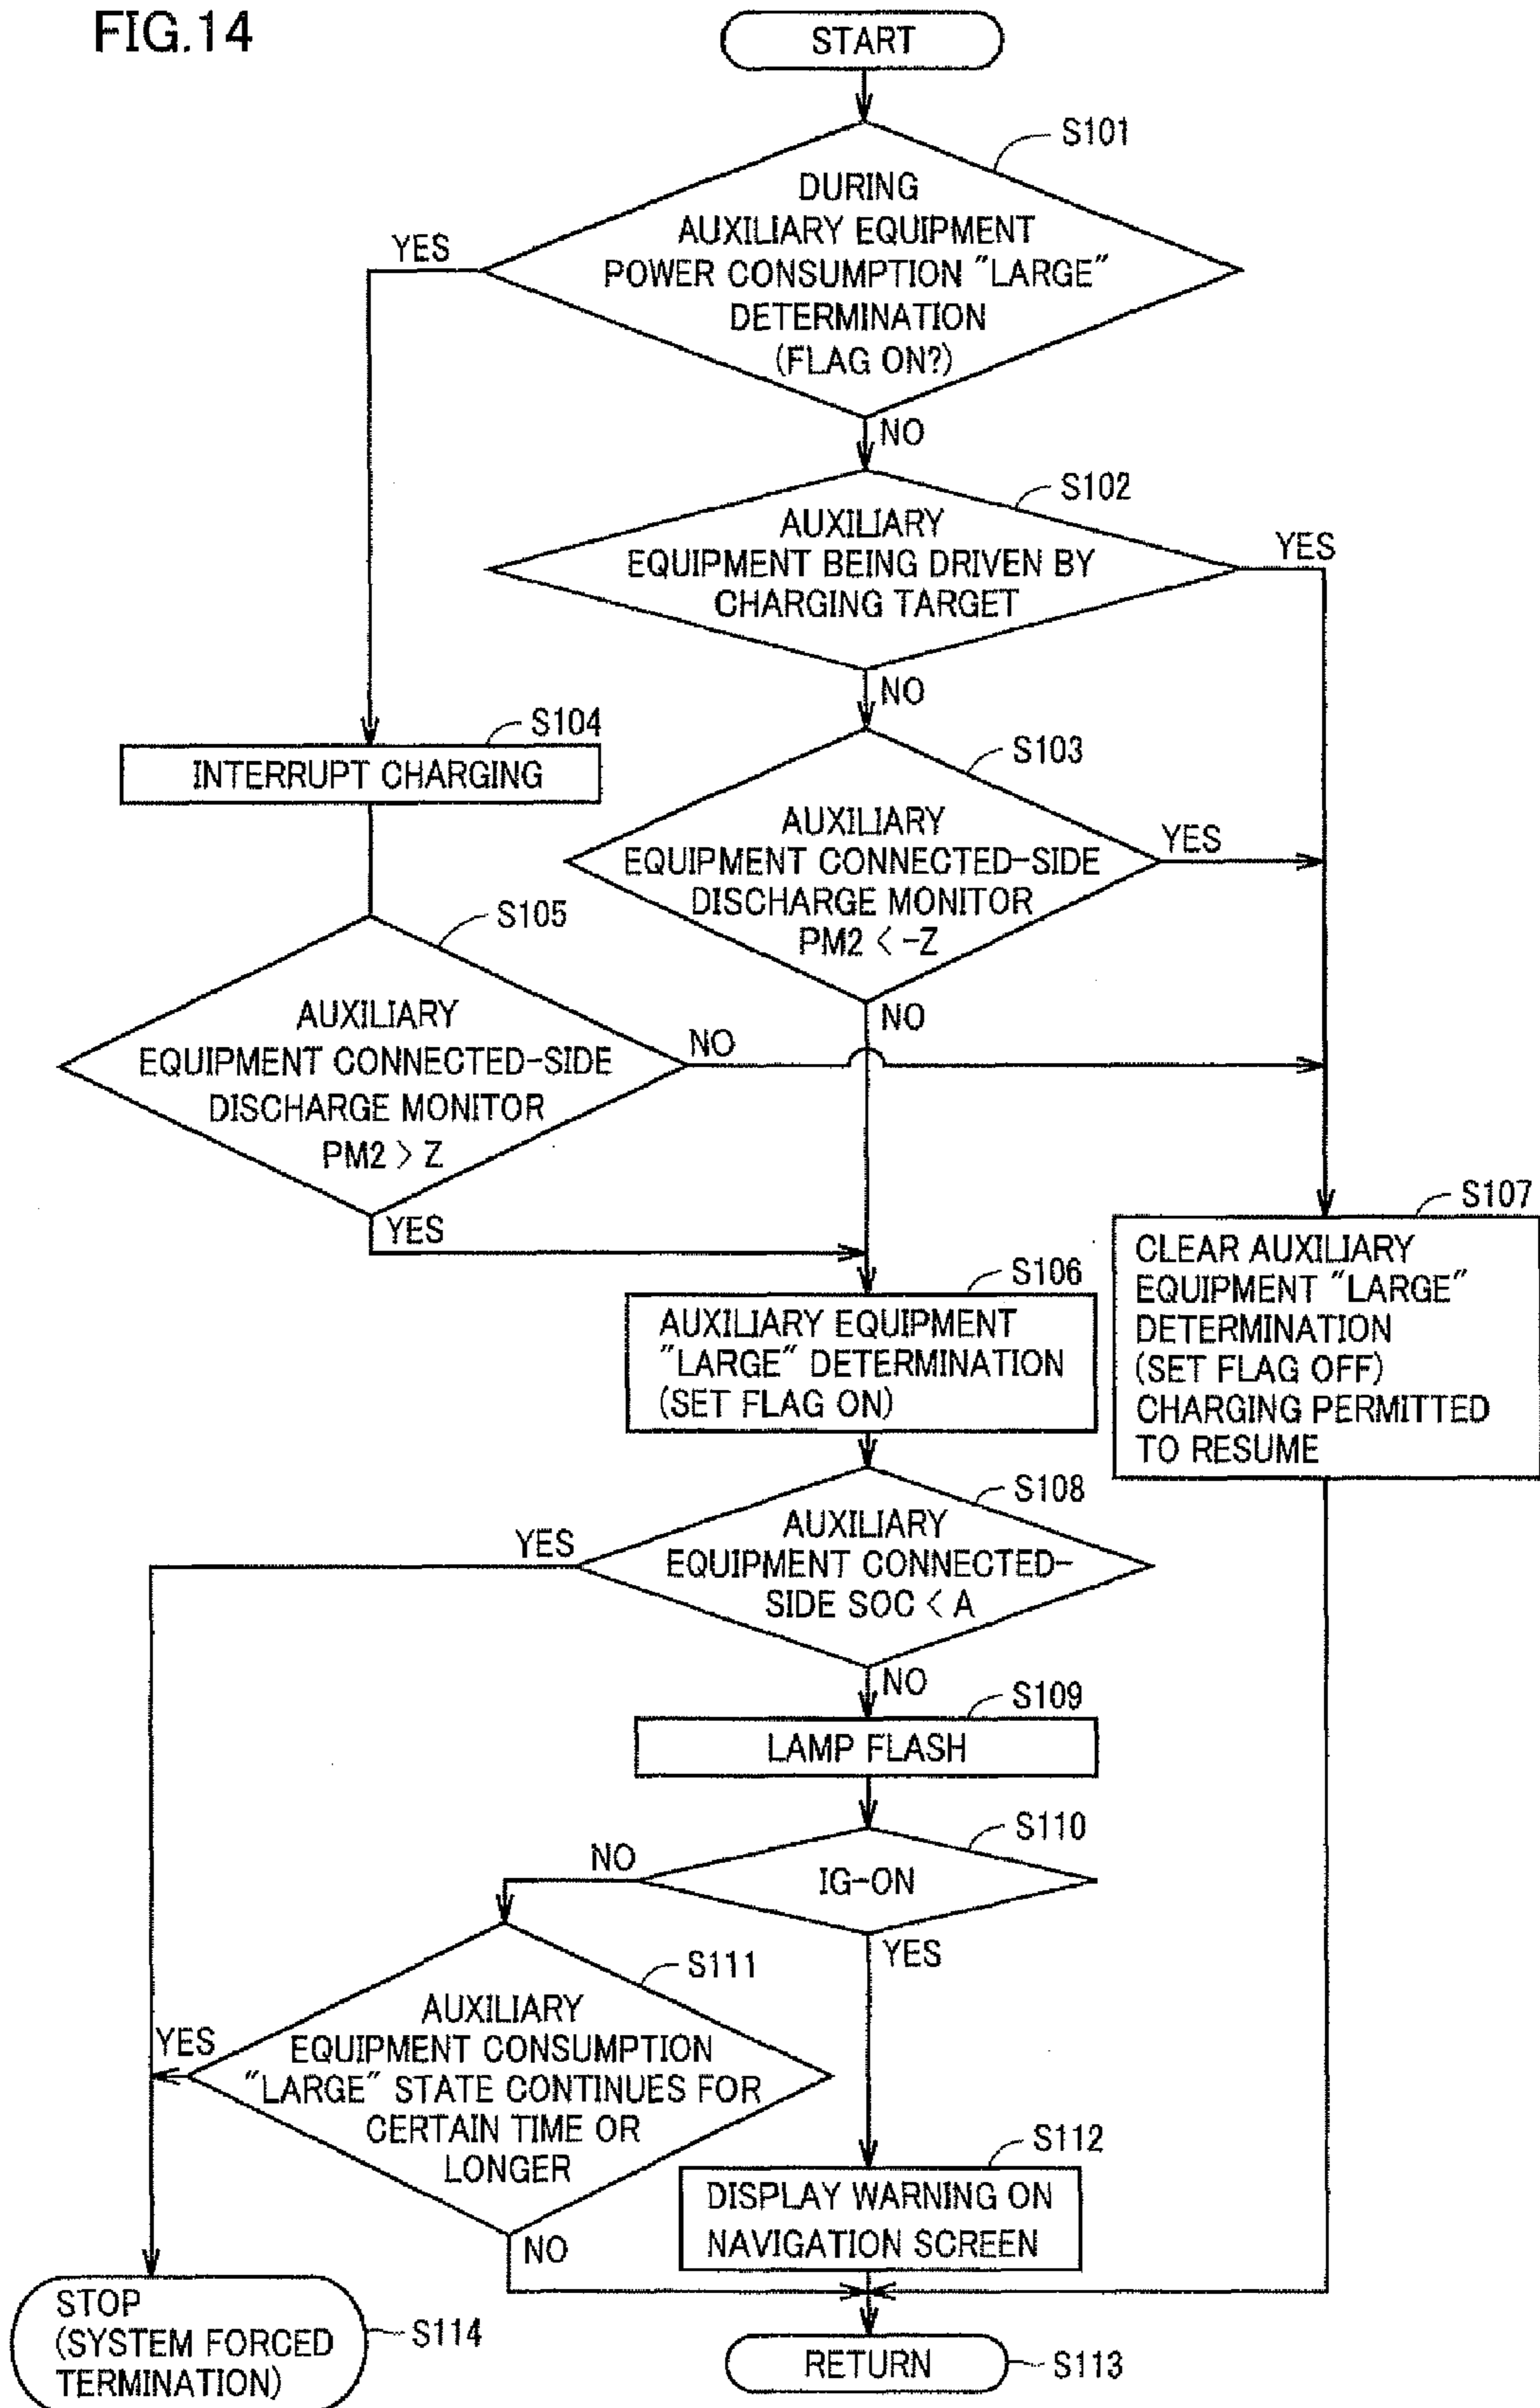 FIG.14
START
S101
DURING
AUXILIARY EQUIPMENT
POWER CONSUMPTION "LARGE"
DETERMINATION
(FLAG ON?)
YES
NO
S102
AUXILIARY
EQUIPMENT BEING DRIVEN BY
CHARGING TARGET
YES
NO
S103
AUXILIARY
EQUIPMENT CONNECTED-SIDE
DISCHARGE MONITOR
PM2 < -Z
YES
NO
S104
INTERRUPT CHARGING
S105
AUXILIARY
EQUIPMENT CONNECTED-SIDE
DISCHARGE MONITOR
PM2 > Z
NO
YES
S106
AUXILIARY EQUIPMENT
"LARGE" DETERMINATION
(SET FLAG ON)
S107
CLEAR AUXILIARY
EQUIPMENT "LARGE"
DETERMINATION
(SET FLAG OFF)
CHARGING PERMITTED
TO RESUME
S108
AUXILIARY
EQUIPMENT CONNECTED-
SIDE SOC < A
YES
NO
S109
LAMP FLASH
S110
IG-ON
NO
YES
S111
AUXILIARY
EQUIPMENT CONSUMPTION
"LARGE" STATE CONTINUES FOR
CERTAIN TIME OR
LONGER
YES
NO
S112
DISPLAY WARNING ON
NAVIGATION SCREEN
STOP
(SYSTEM FORCED
TERMINATION)
S114
RETURN
S113